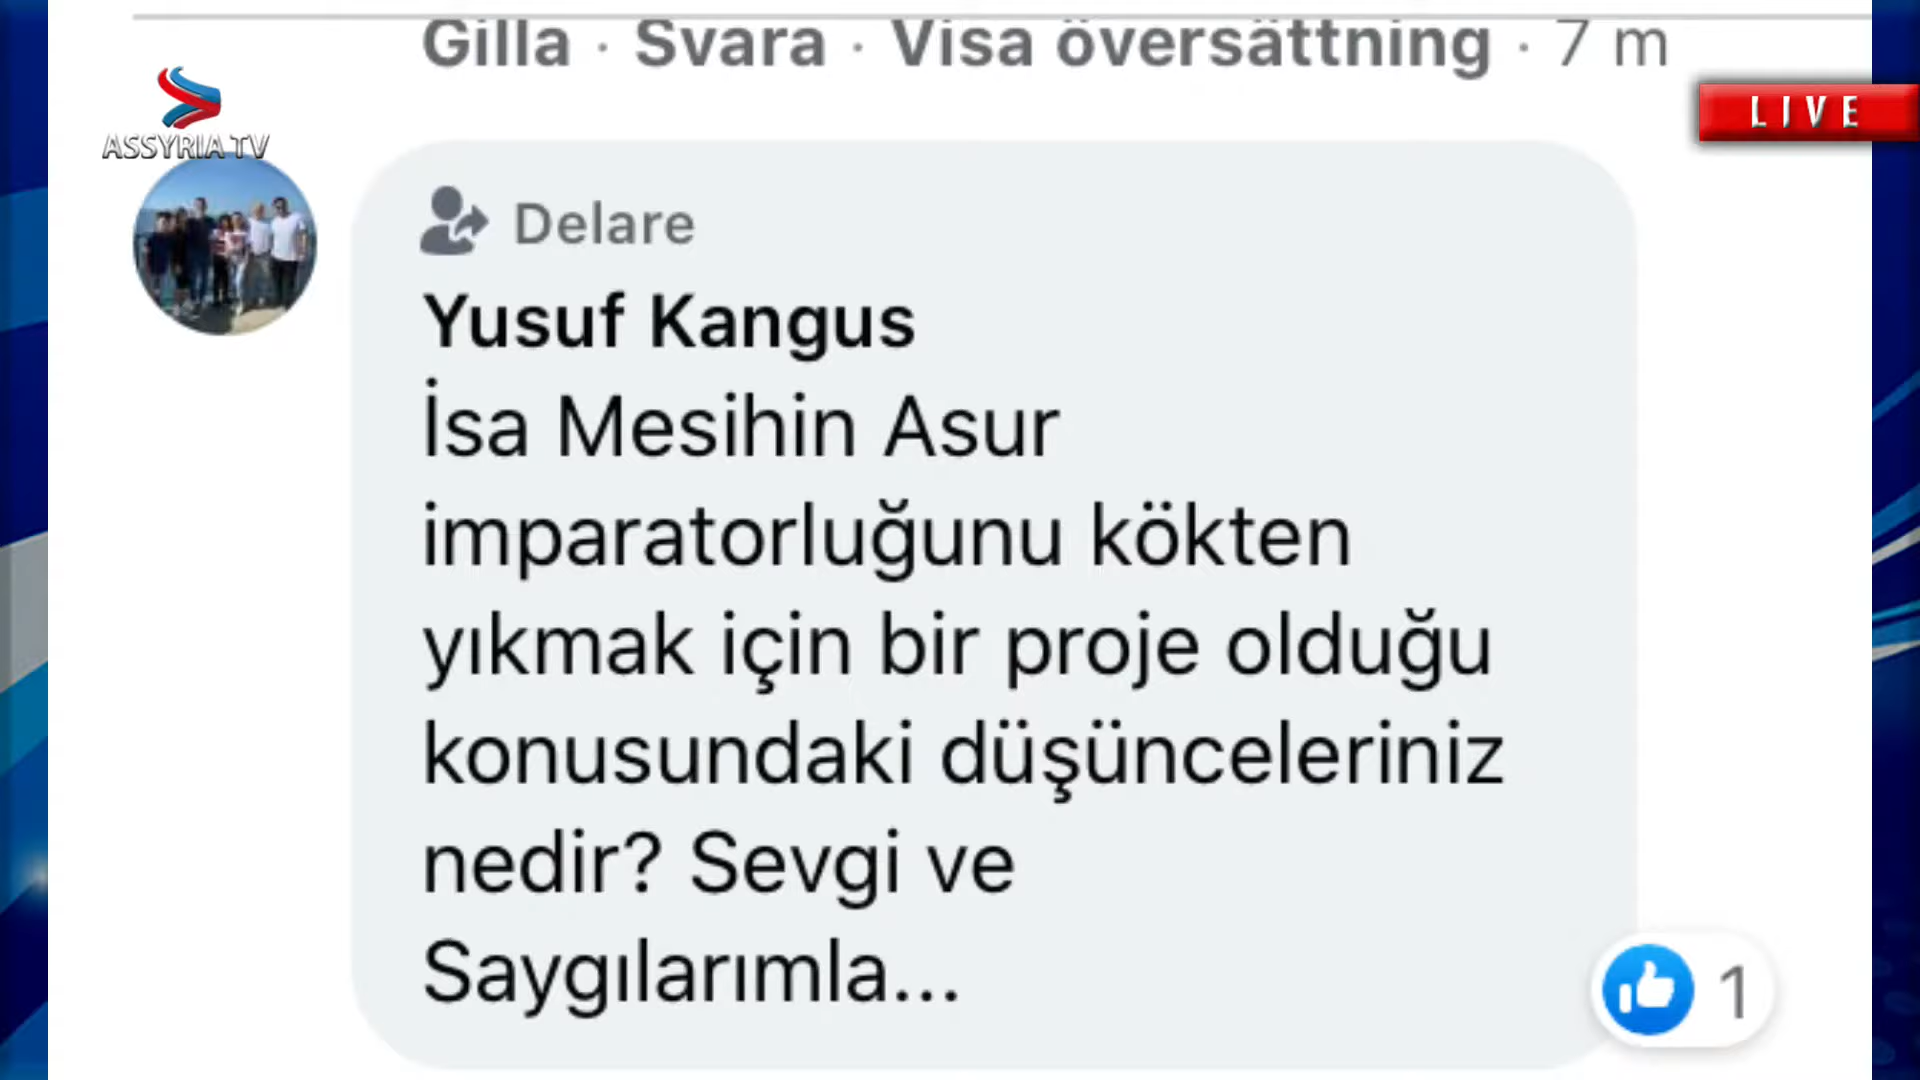 Gilla · Svara · Visa översättning · 7 m
ASSYRIA TV
LIVE
Delare
Yusuf Kangus
İsa Mesihin Asur
imparatorluğunu kökten
yıkmak için bir proje olduğu
konusundaki düşünceleriniz
nedir? Sevgi ve
Saygılarımla...
1